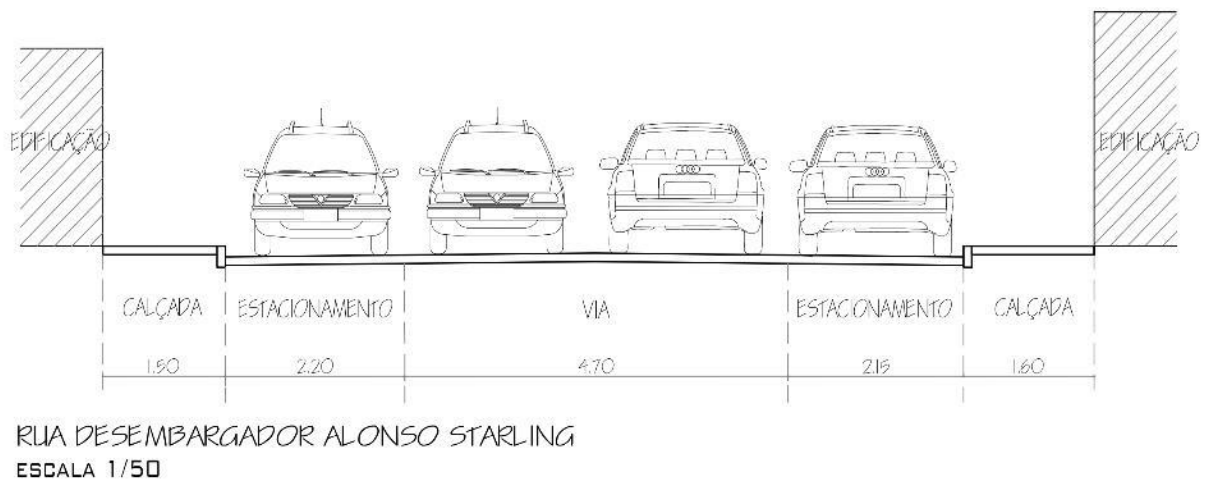 EDIFICAÇÃO
EDIFICAÇÃO
CALÇADA ESTACIONAMENTO VIA ESTACIONAMENTO CALÇADA
1.50 2.20 4.70 2.15 1.60
RUA DESEMBARGADOR ALONSO STARLING
ESCALA 1/50